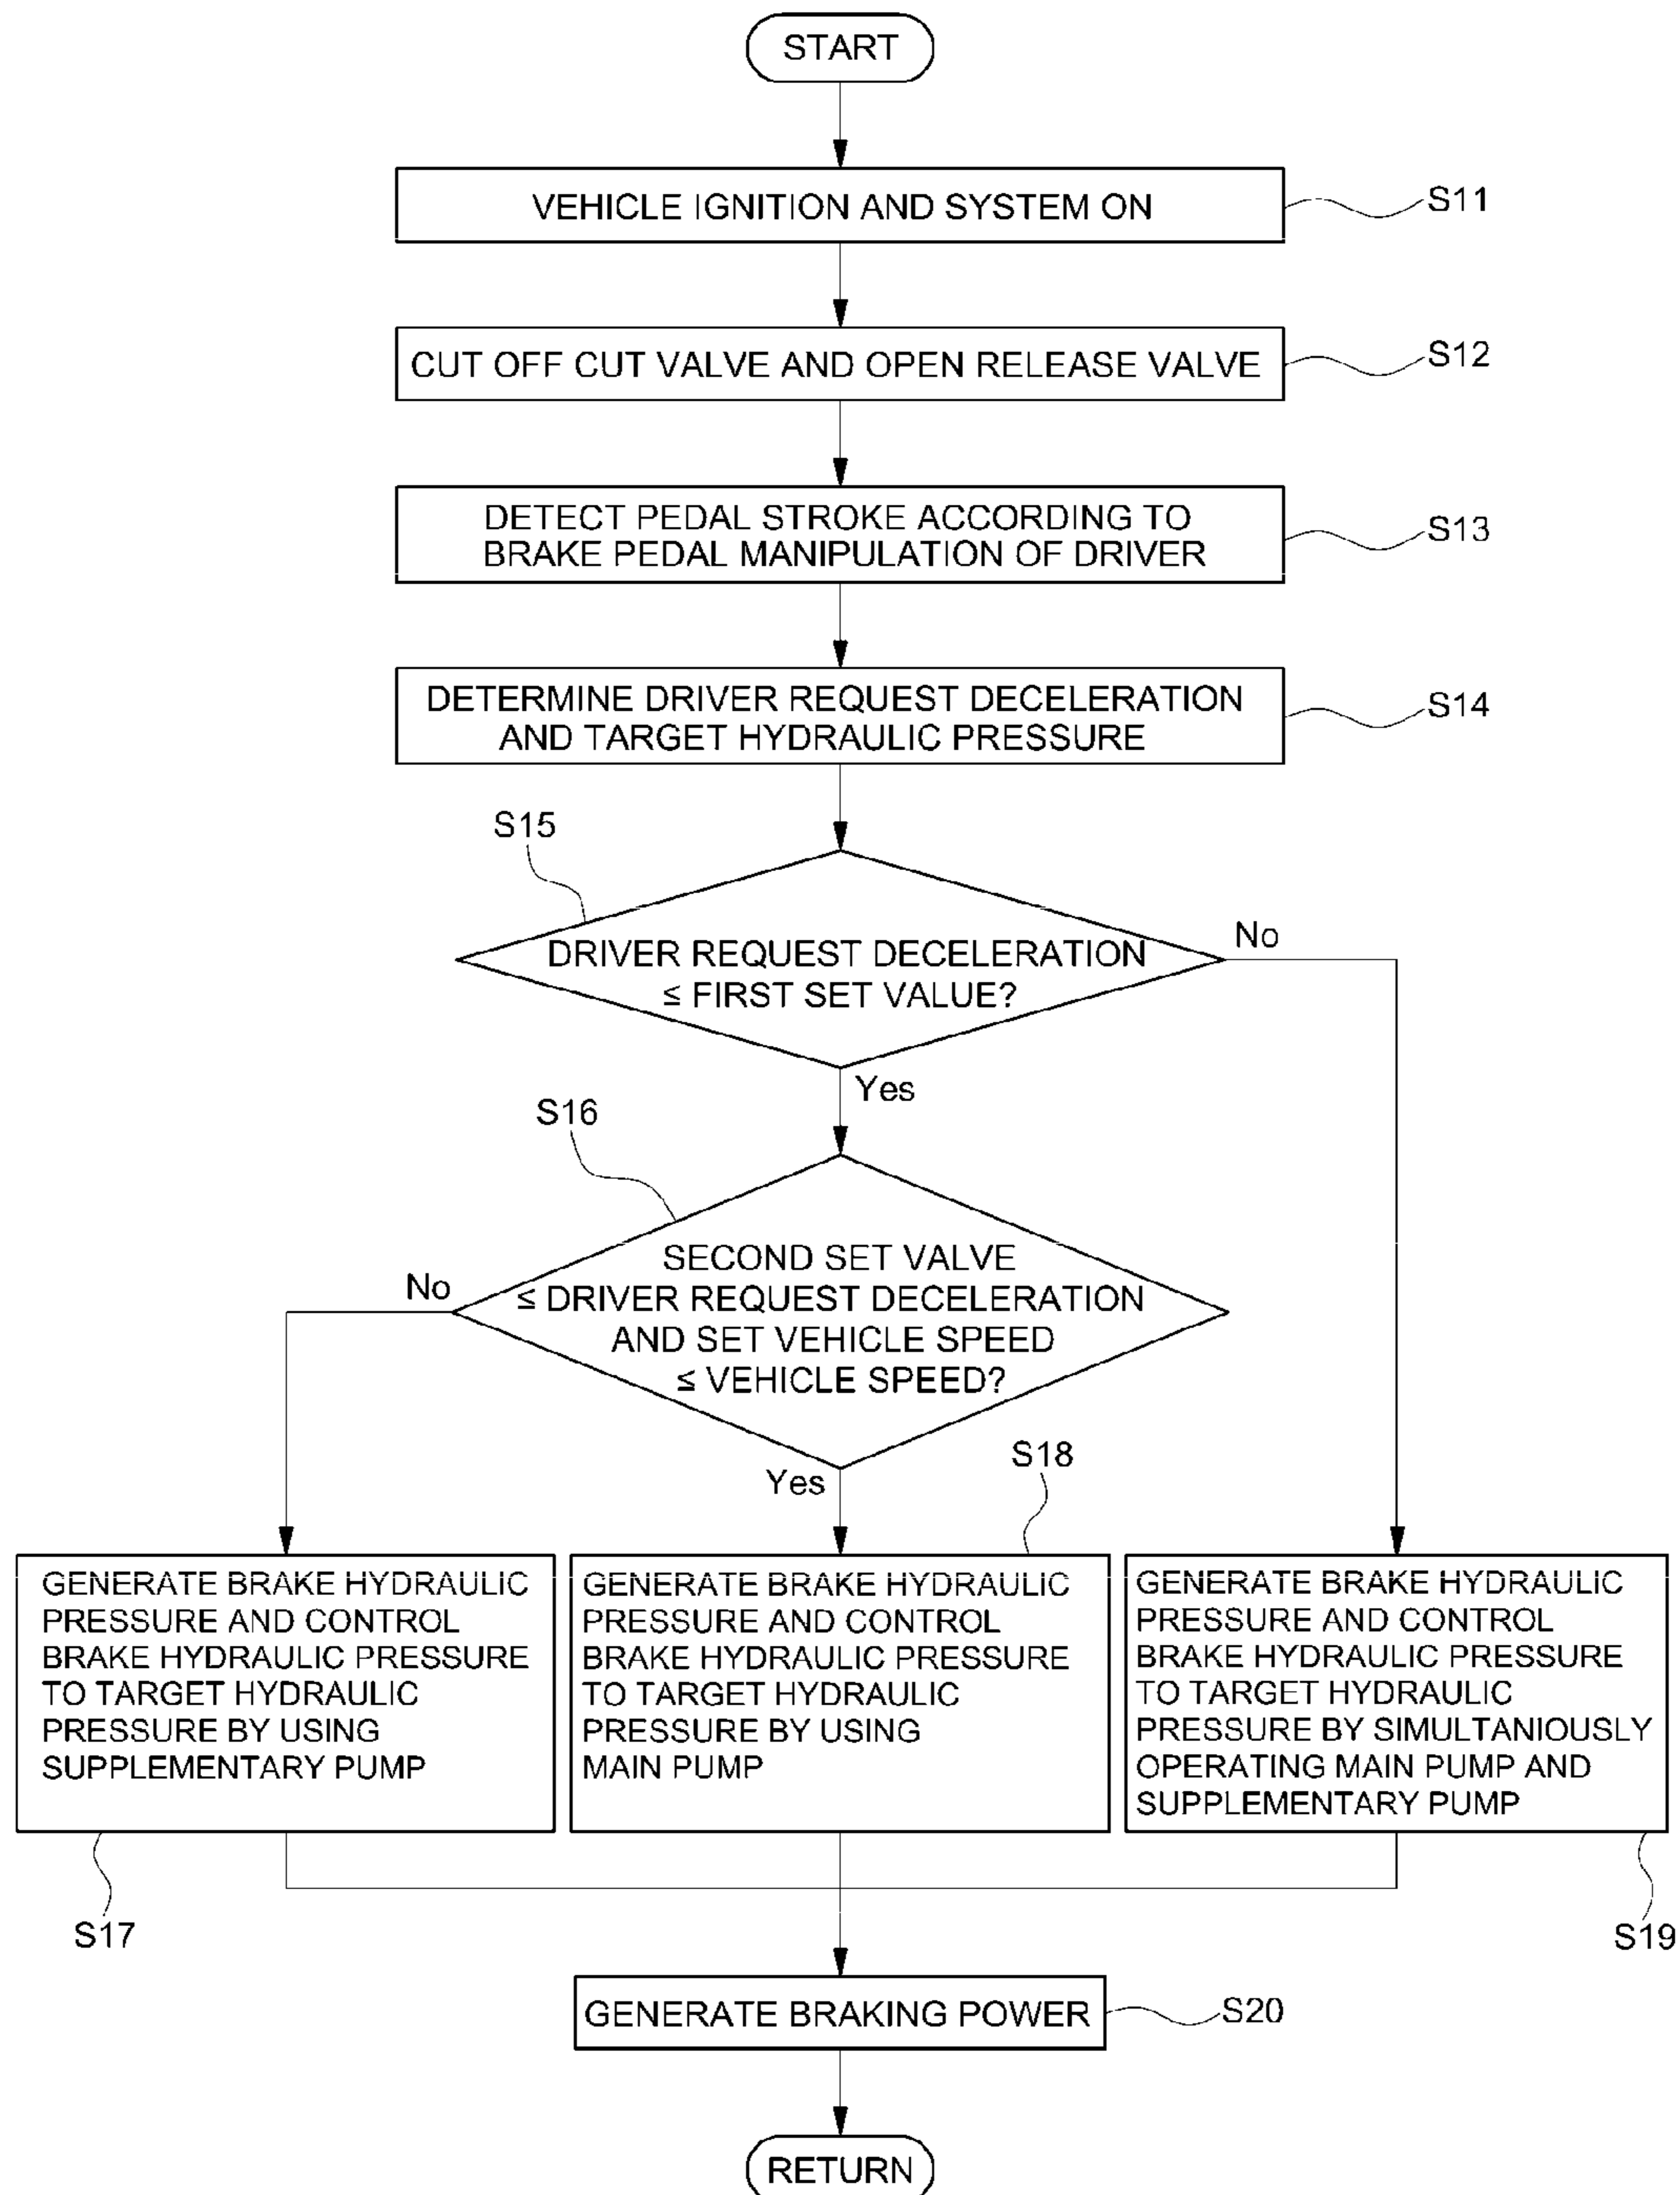 START
VEHICLE IGNITION AND SYSTEM ON
S11
CUT OFF CUT VALVE AND OPEN RELEASE VALVE
S12
DETECT PEDAL STROKE ACCORDING TO
BRAKE PEDAL MANIPULATION OF DRIVER
S13
DETERMINE DRIVER REQUEST DECELERATION
AND TARGET HYDRAULIC PRESSURE
S14
S15
DRIVER REQUEST DECELERATION
≤ FIRST SET VALUE?
No
Yes
S16
SECOND SET VALVE
≤ DRIVER REQUEST DECELERATION
AND SET VEHICLE SPEED
≤ VEHICLE SPEED?
No
Yes
S18
GENERATE BRAKE HYDRAULIC
PRESSURE AND CONTROL
BRAKE HYDRAULIC PRESSURE
TO TARGET HYDRAULIC
PRESSURE BY USING
SUPPLEMENTARY PUMP
S17
GENERATE BRAKE HYDRAULIC
PRESSURE AND CONTROL
BRAKE HYDRAULIC PRESSURE
TO TARGET HYDRAULIC
PRESSURE BY USING
MAIN PUMP
GENERATE BRAKE HYDRAULIC
PRESSURE AND CONTROL
BRAKE HYDRAULIC PRESSURE
TO TARGET HYDRAULIC
PRESSURE BY SIMULTANIOUSLY
OPERATING MAIN PUMP AND
SUPPLEMENTARY PUMP
S19
GENERATE BRAKING POWER
S20
RETURN